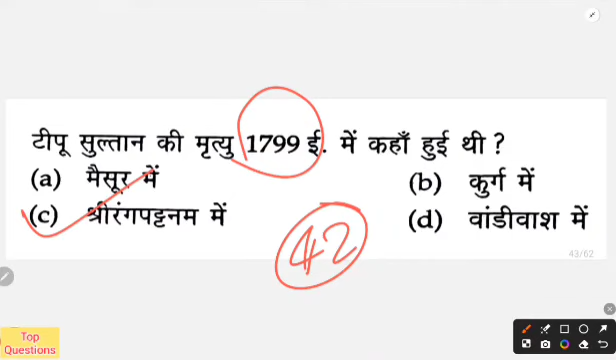 टीपू सुल्तान की मृत्यु 1799 ई. में कहाँ हुई थी ?
(a) मैसूर में
(b) कुर्ग में
(c) श्रीरंगपट्टनम में
(d) वांडीवाश में
42
43/62
Top
Questions